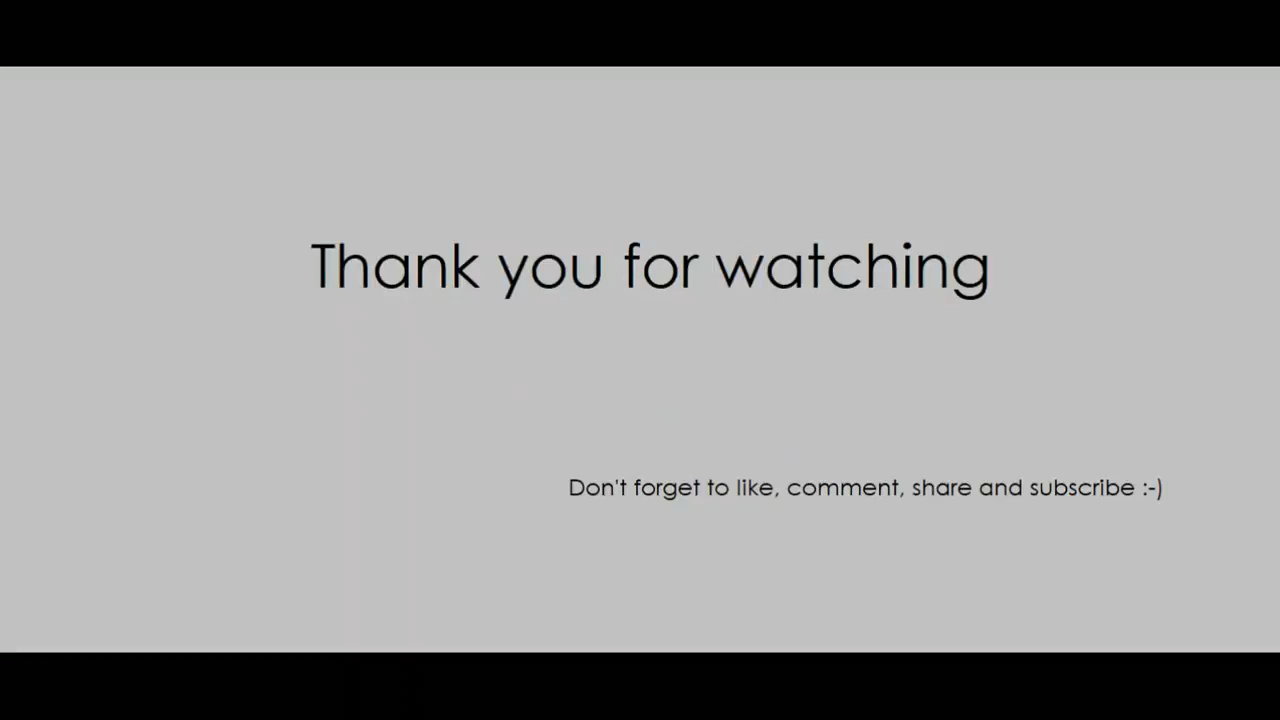 Thank you for watching
Don't forget to like, comment, share and subscribe :-)